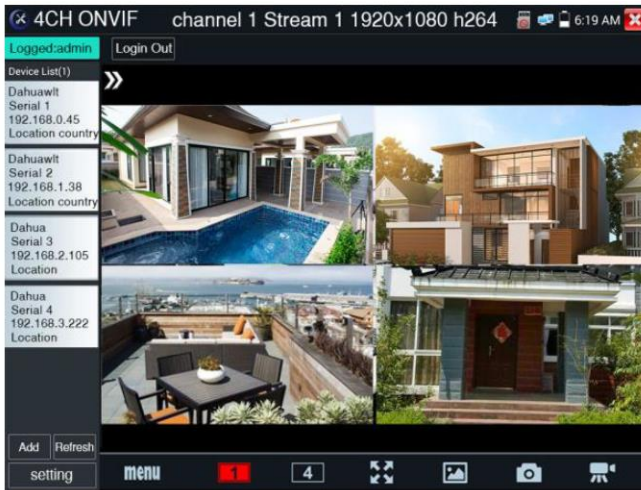 4CH ONVIF channel 1 Stream 1 1920x1080 h264 6:19 AM
Logged:admin Login Out
Device List(1)
Dahuawlt
Serial 1
192.168.0.45
Location country
Dahuawlt
Serial 2
192.168.1.38
Location country
Dahua
Serial 3
192.168.2.105
Location
Dahua
Serial 4
192.168.3.222
Location
Add Refresh
setting menu 1 4